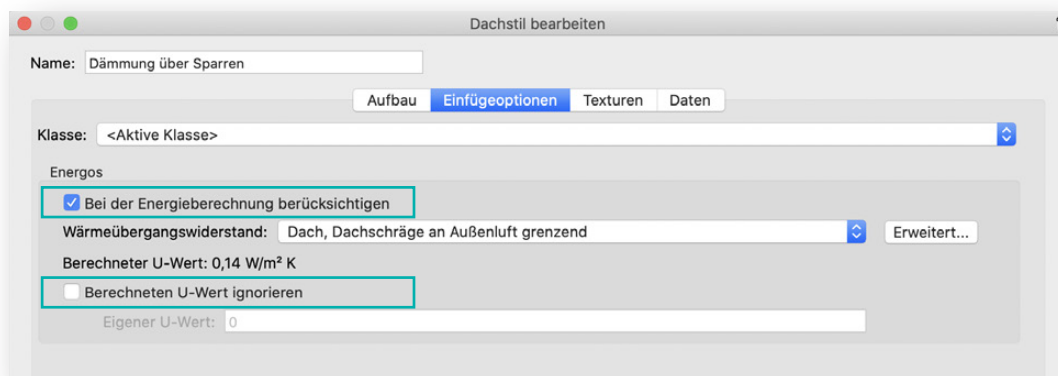 Dachstil bearbeiten
Name: Dämmung über Sparren
Aufbau Einfügeoptionen Texturen Daten
Klasse: <Aktive Klasse>
Energos
Bei der Energieberechnung berücksichtigen
Wärmeübergangswiderstand: Dach, Dachschräge an Außenluft grenzend Erweitert...
Berechneter U-Wert: 0,14 W/m² K
Berechneten U-Wert ignorieren
Eigener U-Wert: 0